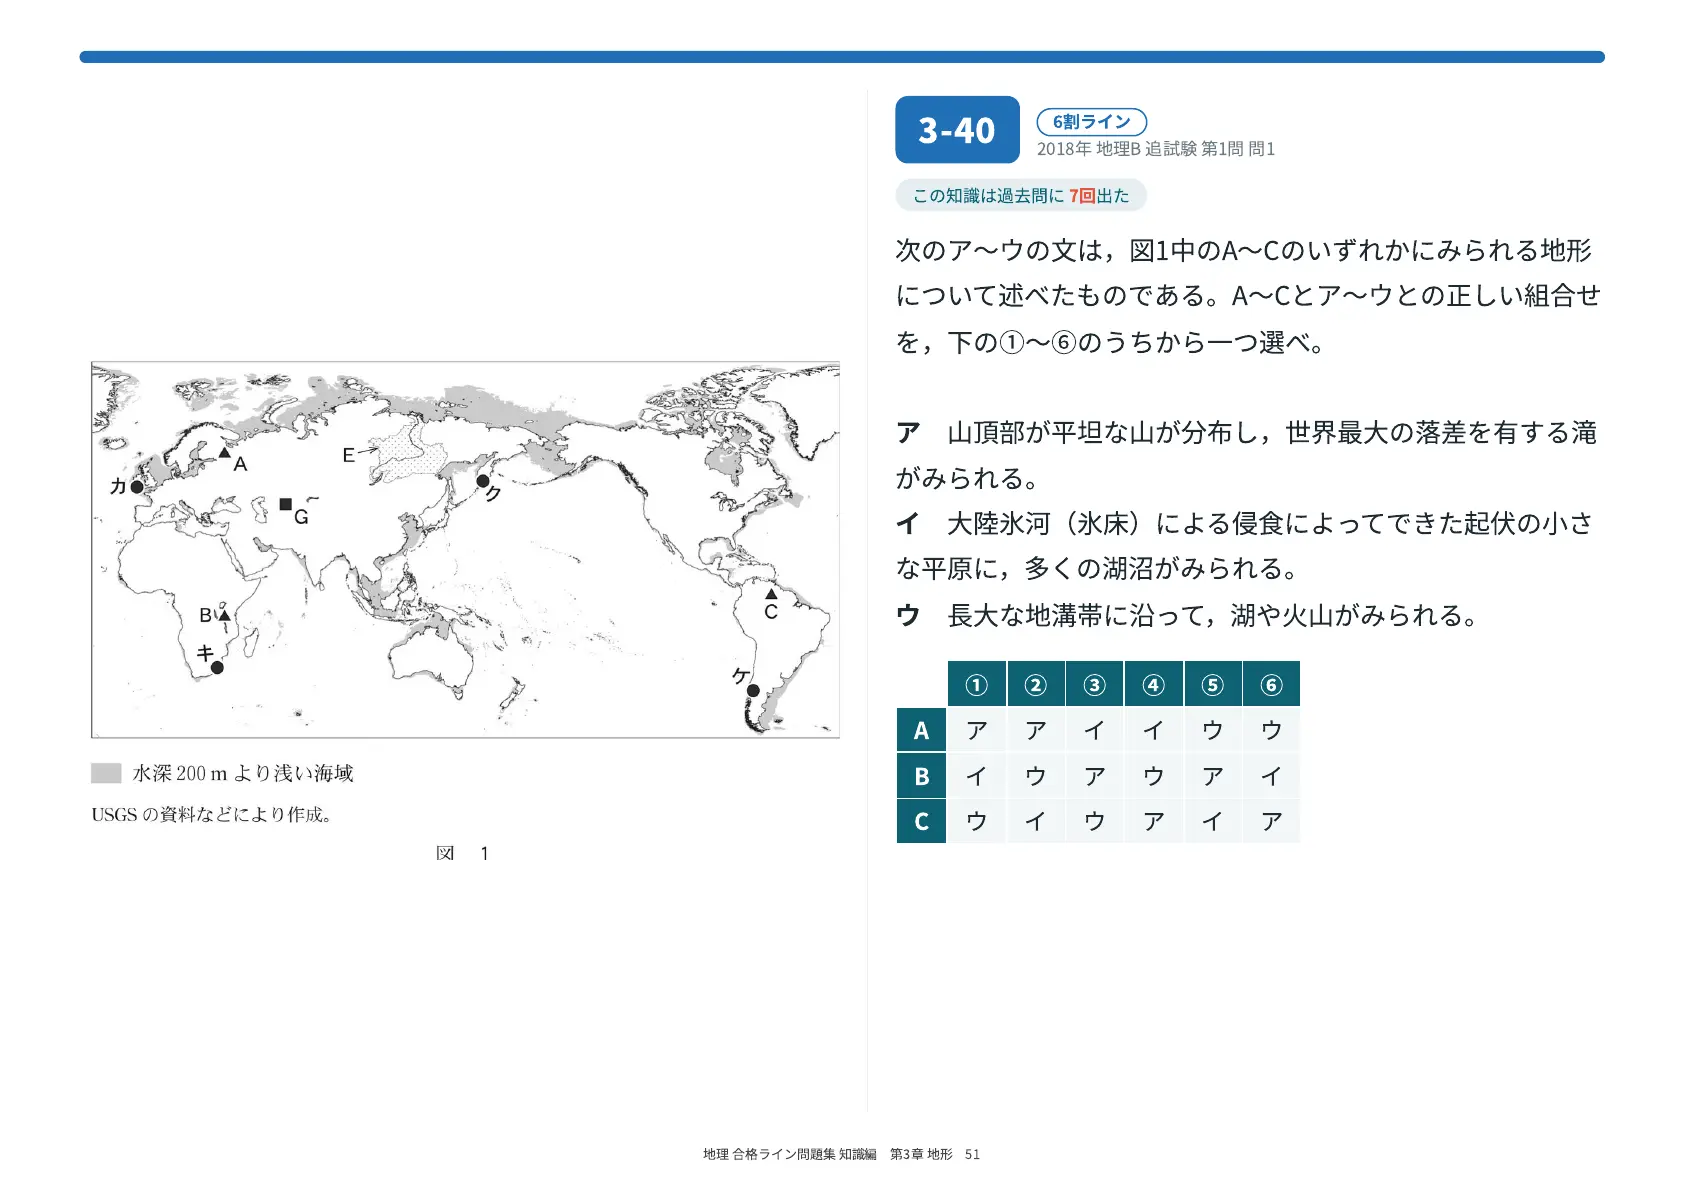 3-40
6割ライン
2018年 地理B 追試験 第1問 問1
この知識は過去問に 7回出た
次のア～ウの文は，図1中のA～Cのいずれかにみられる地形
について述べたものである。A～Cとア～ウとの正しい組合せ
を，下の①～⑥のうちから一つ選べ。
ア　山頂部が平坦な山が分布し，世界最大の落差を有する滝
がみられる。
イ　大陸氷河（氷床）による侵食によってできた起伏の小さ
な平原に，多くの湖沼がみられる。
ウ　長大な地溝帯に沿って，湖や火山がみられる。
① ② ③ ④ ⑤ ⑥
A ア ア イ イ ウ ウ
B イ ウ ア ウ ア イ
C ウ イ ウ ア イ ア
E
A
カ
ク
G
C
B
キ
ケ
水深 200 m より浅い海域
USGS の資料などにより作成。
図 1
地理 合格ライン問題集 知識編　第3章 地形　51